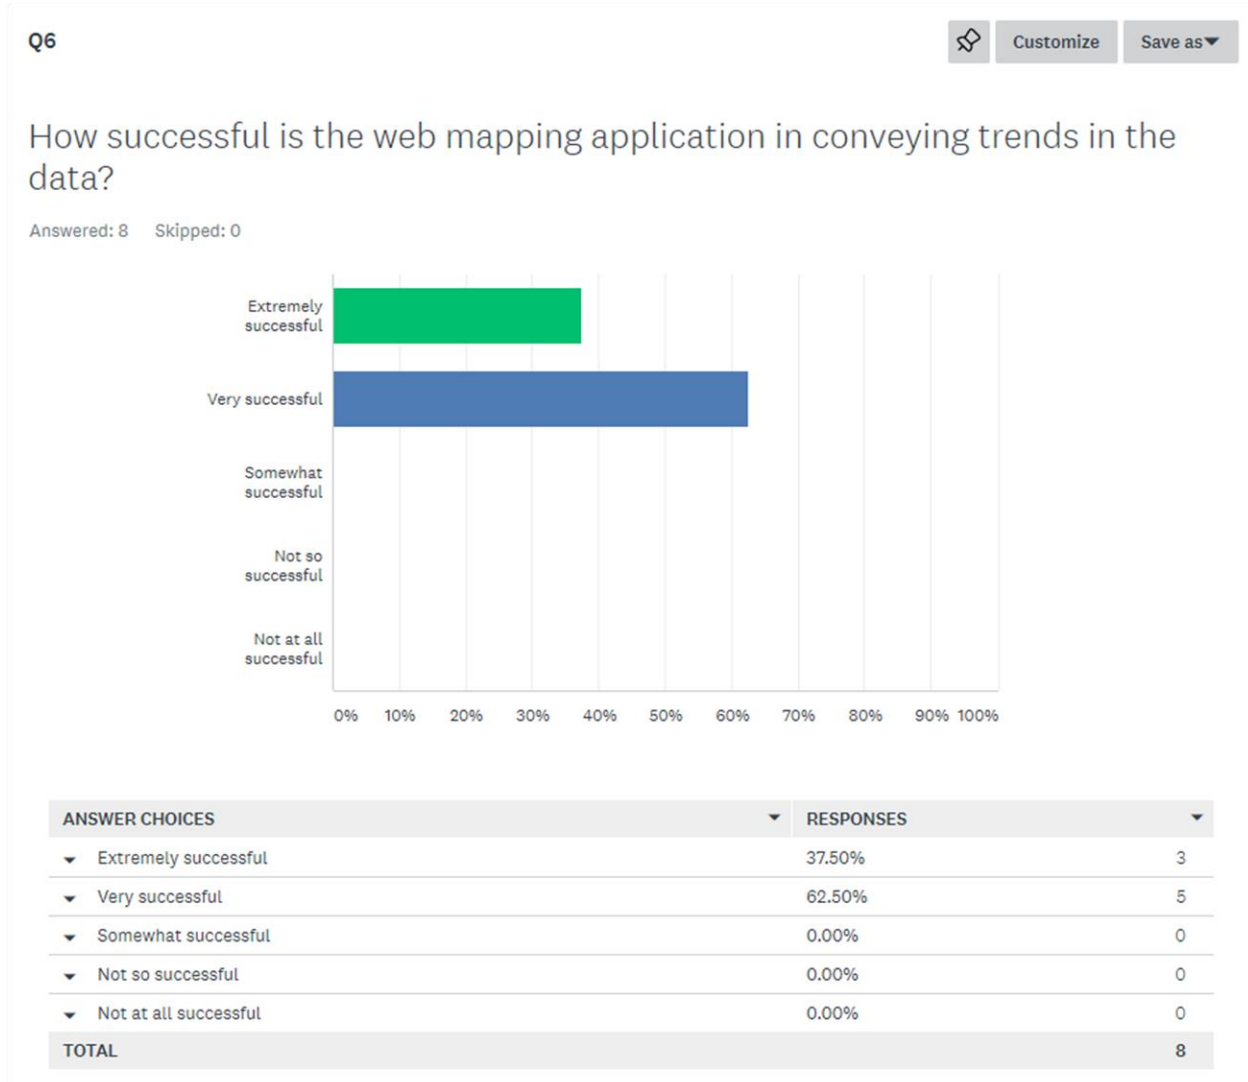 Q6
Customize
Save as
How successful is the web mapping application in conveying trends in the
data?
Answered: 8 Skipped: 0
Extremely
successful
Very successful
Somewhat
successful
Not so
successful
Not at all
successful
0% 10% 20% 30% 40% 50% 60% 70% 80% 90% 100%
ANSWER CHOICES RESPONSES
Extremely successful 37.50% 3
Very successful 62.50% 5
Somewhat successful 0.00% 0
Not so successful 0.00% 0
Not at all successful 0.00% 0
TOTAL 8